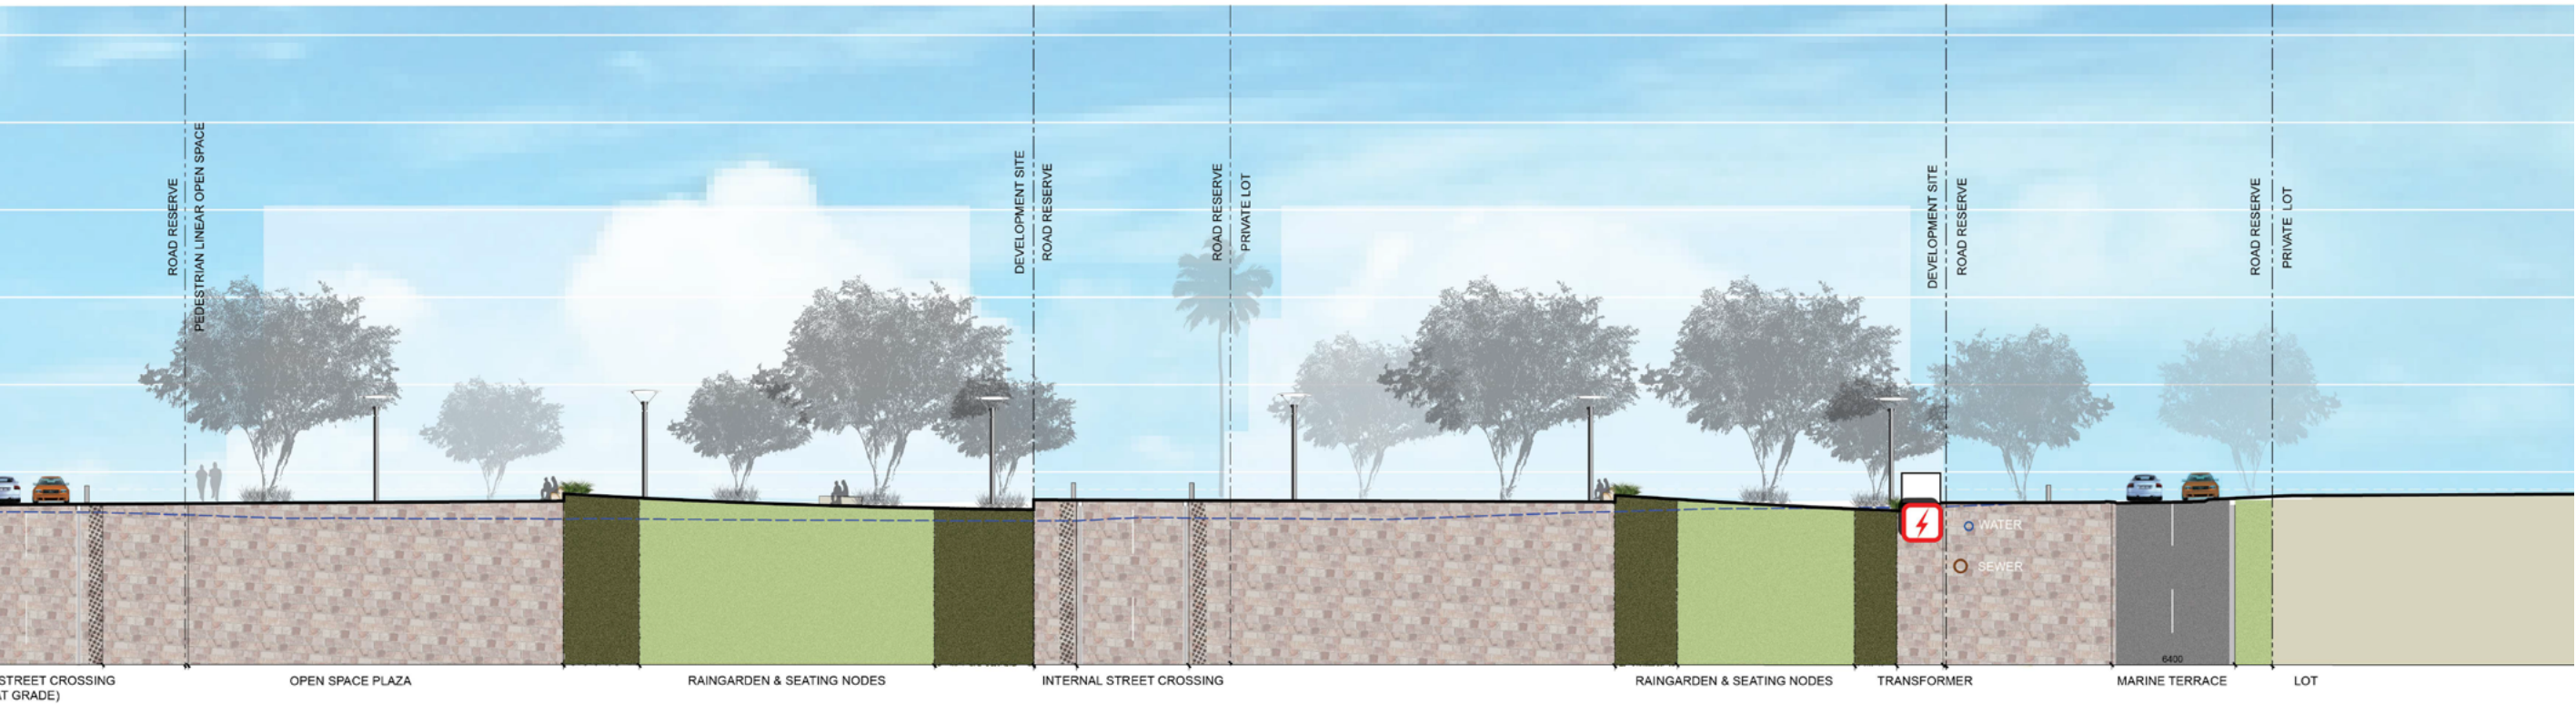 ROAD RESERVE
PEDESTRIAN LINEAR OPEN SPACE
DEVELOPMENT SITE
ROAD RESERVE
ROAD RESERVE
PRIVATE LOT
DEVELOPMENT SITE
ROAD RESERVE
ROAD RESERVE
PRIVATE LOT
WATER
SEWER
6400
STREET CROSSING
AT GRADE)
OPEN SPACE PLAZA
RAINGARDEN & SEATING NODES
INTERNAL STREET CROSSING
RAINGARDEN & SEATING NODES
TRANSFORMER
MARINE TERRACE
LOT